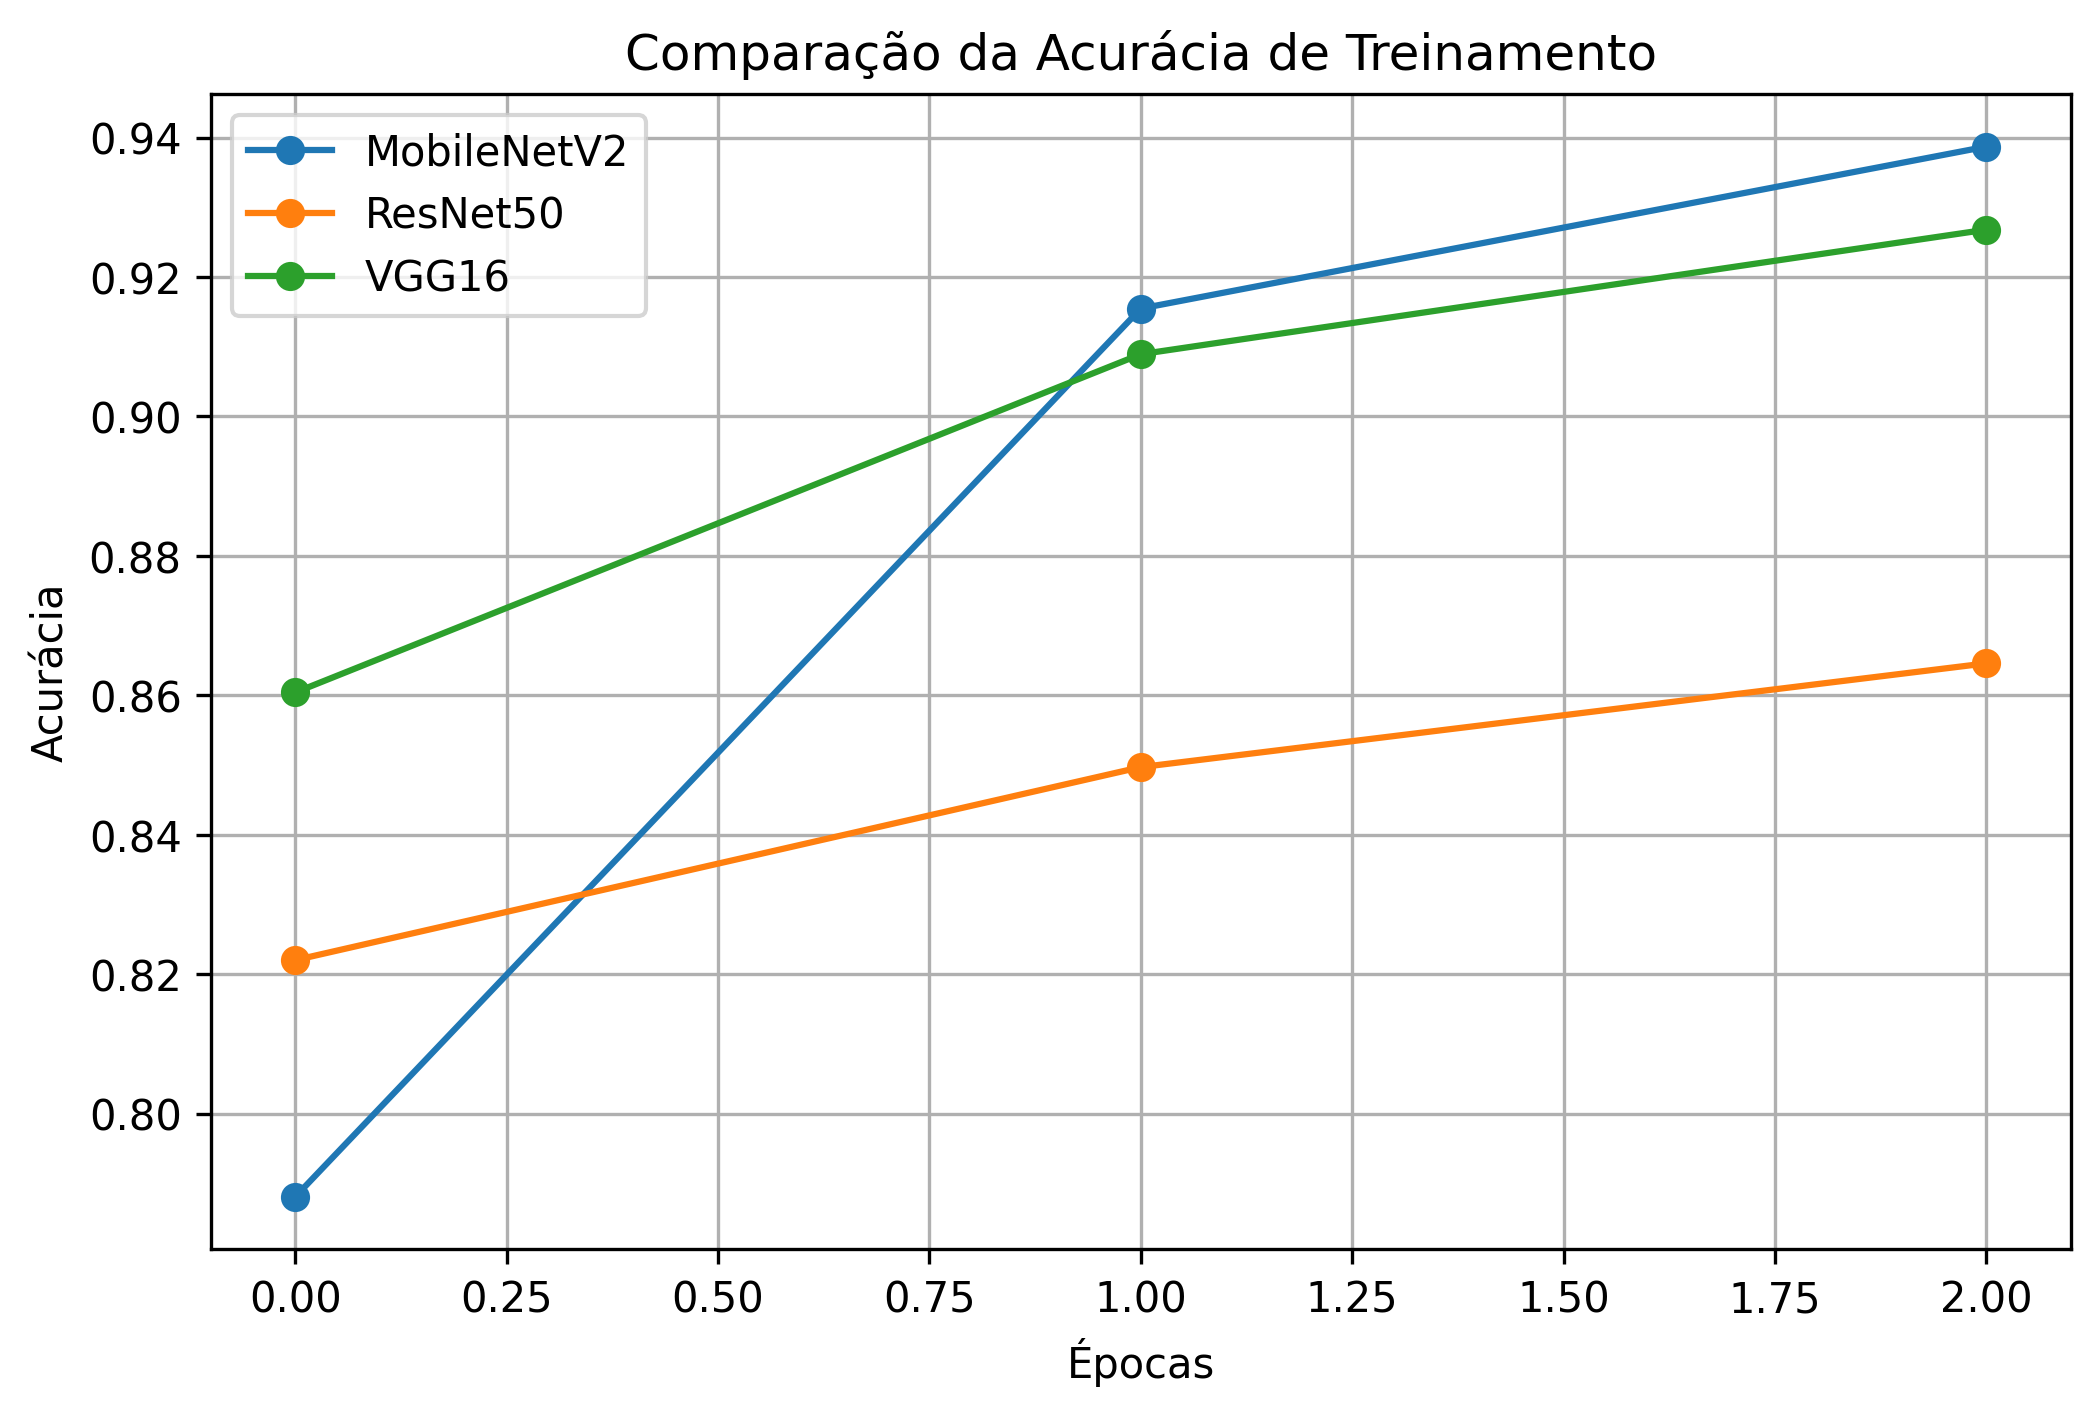 Comparação da Acurácia de Treinamento
MobileNetV2
ResNet50
VGG16
0.94
0.92
0.90
0.88
0.86
0.84
0.82
0.80
Acurácia
0.00 0.25 0.50 0.75 1.00 1.25 1.50 1.75 2.00
Épocas